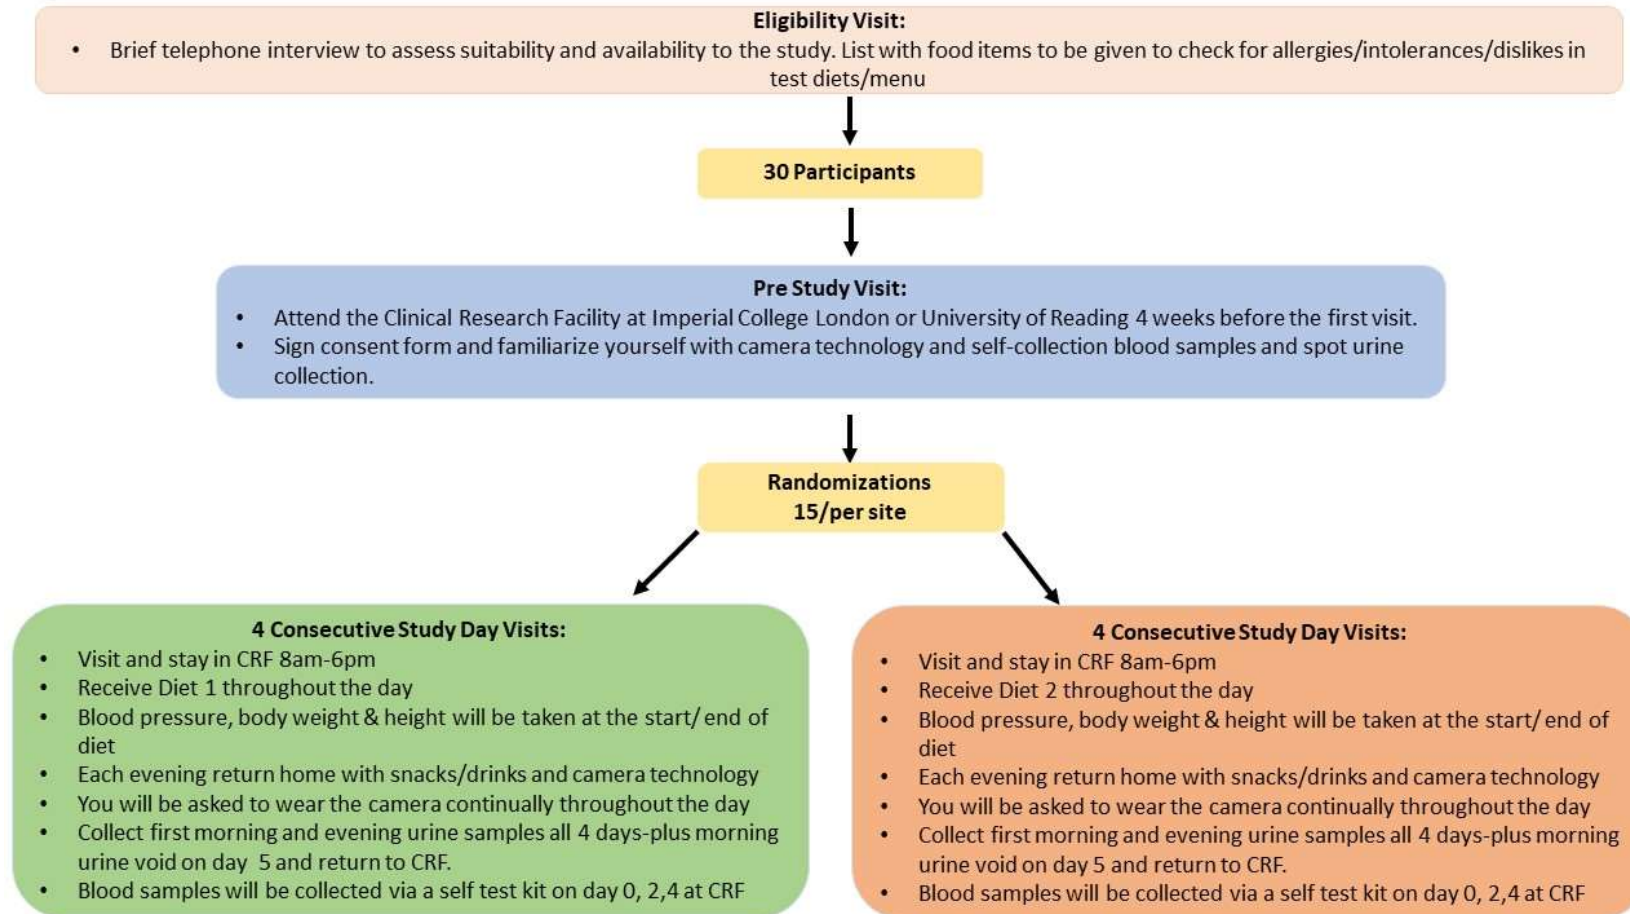 Eligibility Visit:
• Brief telephone interview to assess suitability and availability to the study. List with food items to be given to check for allergies/intolerances/dislikes in
test diets/menu
30 Participants
Pre Study Visit:
• Attend the Clinical Research Facility at Imperial College London or University of Reading 4 weeks before the first visit.
• Sign consent form and familiarize yourself with camera technology and self-collection blood samples and spot urine
collection.
Randomizations
15/per site
4 Consecutive Study Day Visits:
• Visit and stay in CRF 8am-6pm
• Receive Diet 1 throughout the day
• Blood pressure, body weight & height will be taken at the start/ end of
diet
• Each evening return home with snacks/drinks and camera technology
• You will be asked to wear the camera continually throughout the day
• Collect first morning and evening urine samples all 4 days-plus morning
urine void on day 5 and return to CRF.
• Blood samples will be collected via a self test kit on day 0, 2,4 at CRF
4 Consecutive Study Day Visits:
• Visit and stay in CRF 8am-6pm
• Receive Diet 2 throughout the day
• Blood pressure, body weight & height will be taken at the start/ end of
diet
• Each evening return home with snacks/drinks and camera technology
• You will be asked to wear the camera continually throughout the day
• Collect first morning and evening urine samples all 4 days-plus morning
urine void on day 5 and return to CRF.
• Blood samples will be collected via a self test kit on day 0, 2,4 at CRF